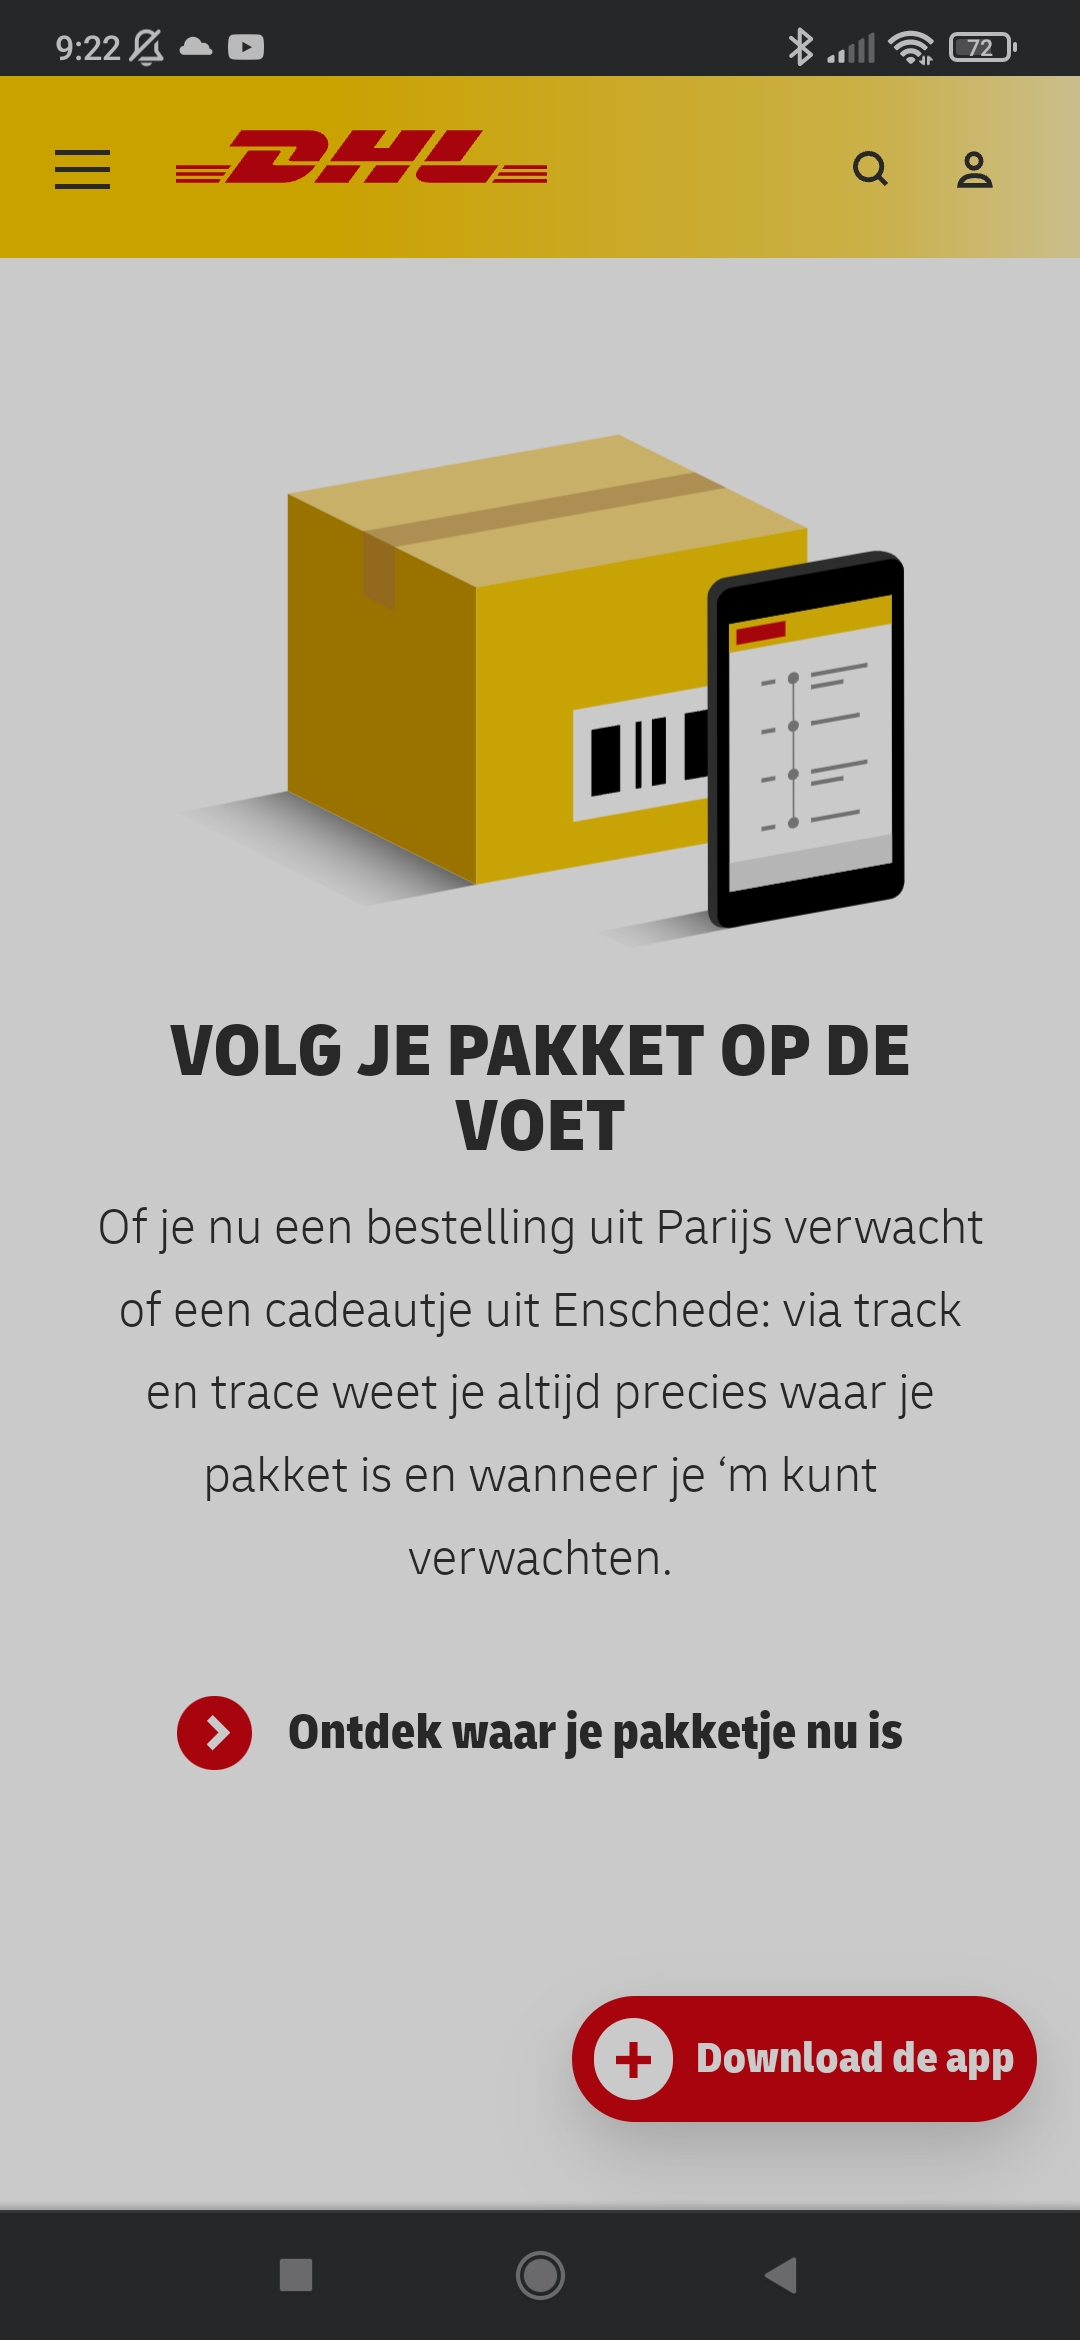 9:22
72
DHL
VOLG JE PAKKET OP DE
VOET
Of je nu een bestelling uit Parijs verwacht
of een cadeautje uit Enschede: via track
en trace weet je altijd precies waar je
pakket is en wanneer je ‘m kunt
verwachten.
Ontdek waar je pakketje nu is
Download de app